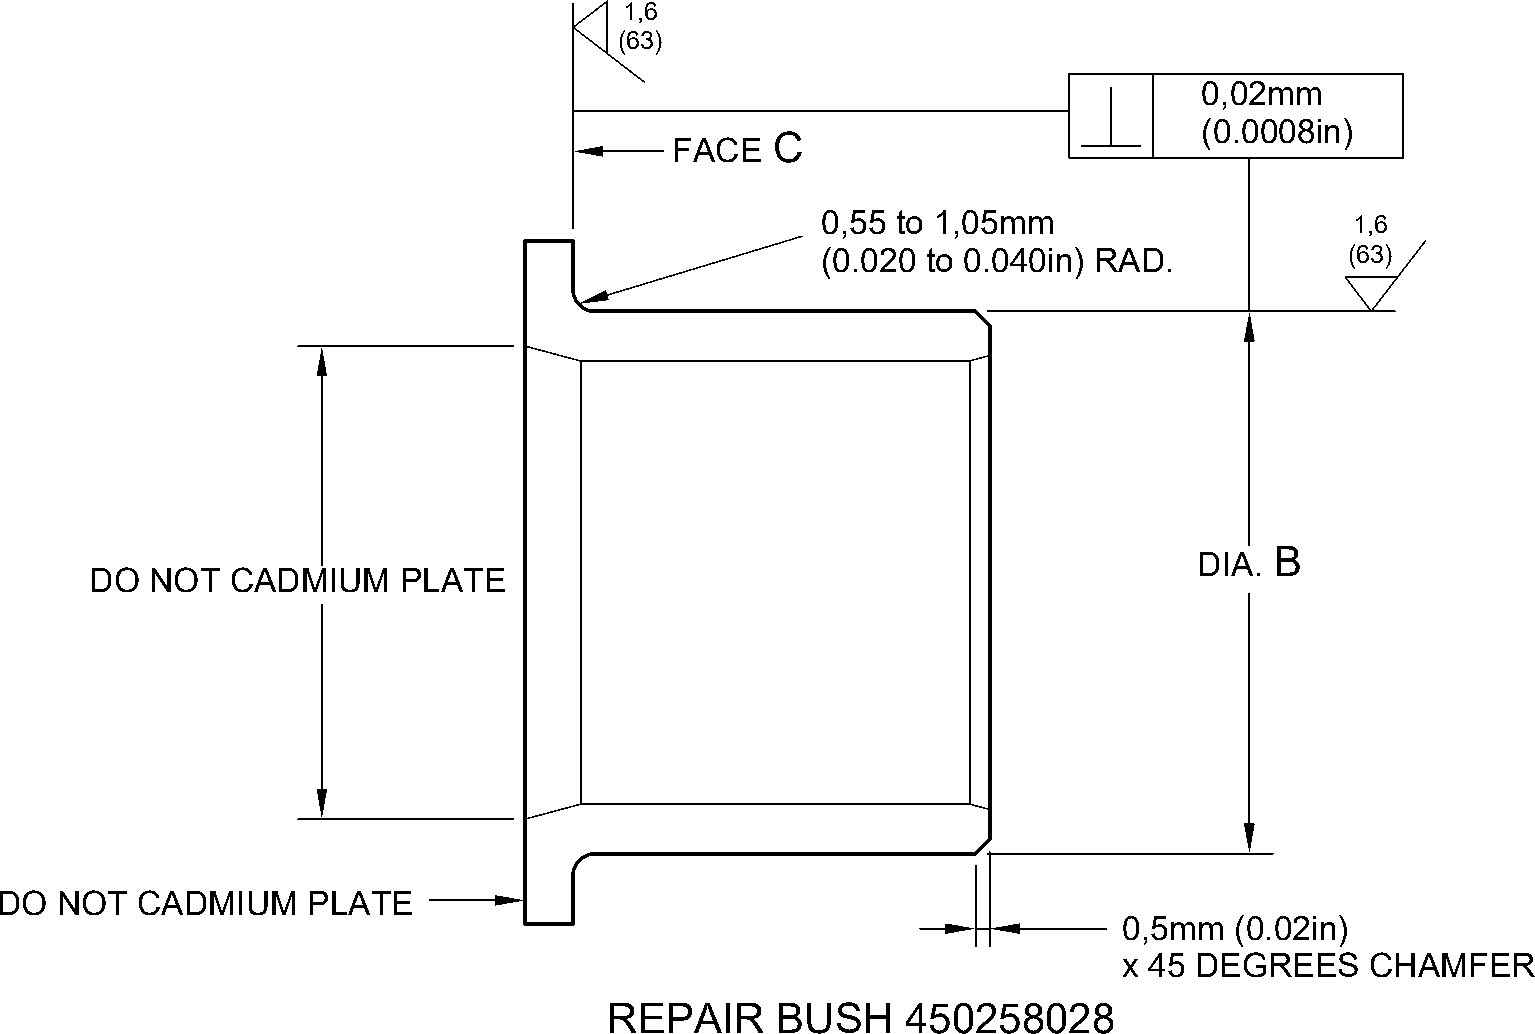 1,6
(63)
0,02mm
(0.0008in)
FACE C
0,55 to 1,05mm
(0.020 to 0.040in) RAD.
1,6
(63)
DO NOT CADMIUM PLATE
DIA. B
DO NOT CADMIUM PLATE
0,5mm (0.02in)
x 45 DEGREES CHAMFER
REPAIR BUSH 450258028